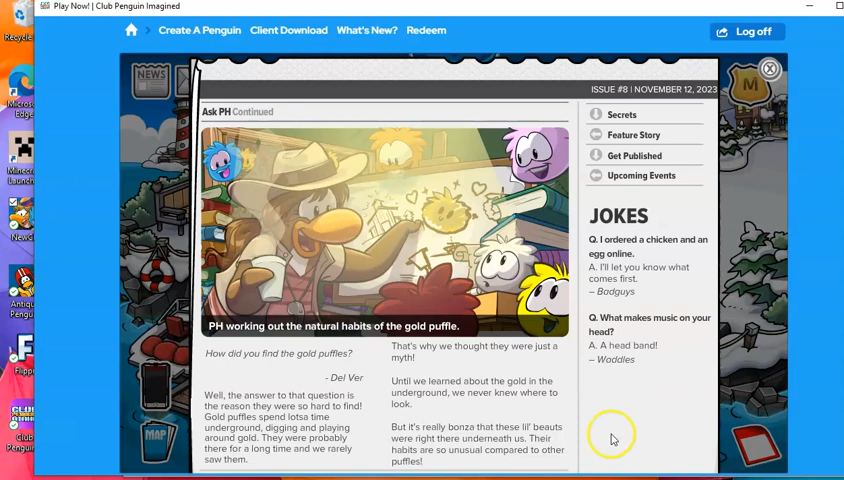 Play Now! | Club Penguin Imagined
Create A Penguin
Client Download
What's New?
Redeem
Log off
NEWS
M
ISSUE #8 | NOVEMBER 12, 2023
Ask PH Continued
PH working out the natural habits of the gold puffle.
How did you find the gold puffles?
- Del Ver
Well, the answer to that question is
the reason they were so hard to find!
Gold puffles spend lotsa time
underground, digging and playing
around gold. They were probably
there for a long time and we rarely
saw them.
That's why we thought they were just a
myth!
Until we learned about the gold in the
underground, we never knew where to
look.
But it's really bonza that these lil' beauts
were right there underneath us. Their
habits are so unusual compared to other
puffles!
Secrets
Feature Story
Get Published
Upcoming Events
JOKES
Q. I ordered a chicken and an
egg online.
A. I'll let you know what
comes first.
– Badguys
Q. What makes music on your
head?
A. A head band!
– Waddles
MAP
Recycle
Microso
Edge
Minecra
Launch
NewCl
Antiqu
Pengu
Flipp
Club
Pengu